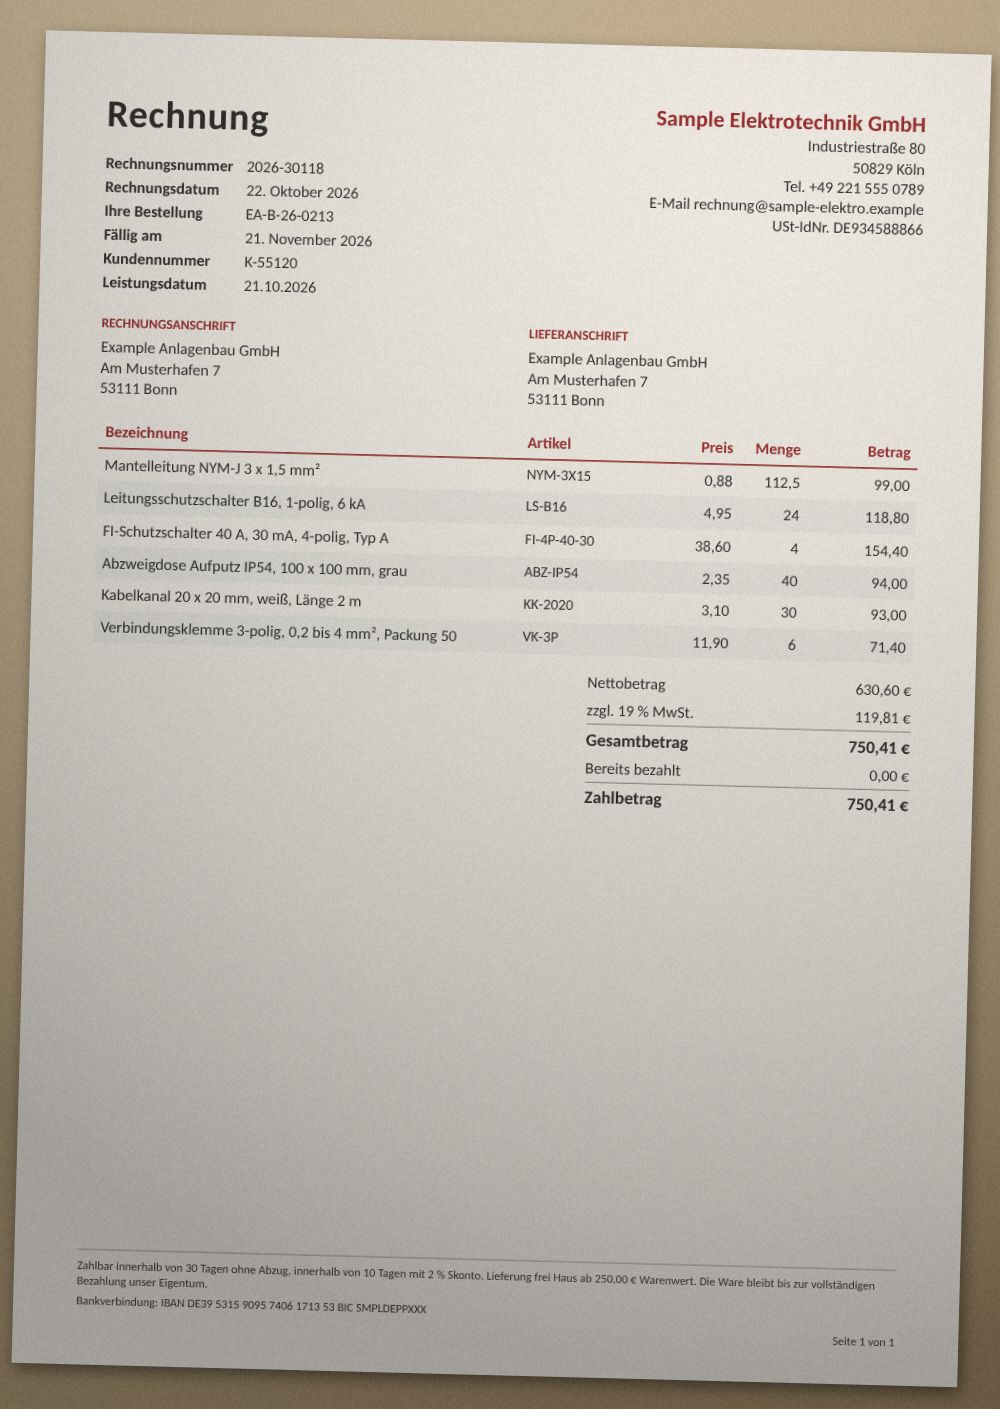 Rechnung
Rechnungsnummer 2026-30118
Rechnungsdatum 22. Oktober 2026
Ihre Bestellung EA-B-26-0213
Fällig am 21. November 2026
Kundennummer K-55120
Leistungsdatum 21.10.2026
Sample Elektrotechnik GmbH
Industriestraße 80
50829 Köln
Tel. +49 221 555 0789
E-Mail rechnung@sample-elektro.example
USt-IdNr. DE934588866
RECHNUNGSANSCHRIFT
Example Anlagenbau GmbH
Am Musterhafen 7
53111 Bonn
LIEFERANSCHRIFT
Example Anlagenbau GmbH
Am Musterhafen 7
53111 Bonn
Bezeichnung Artikel Preis Menge Betrag
Mantelleitung NYM-J 3 x 1,5 mm² NYM-3X15 0,88 112,5 99,00
Leitungsschutzschalter B16, 1-polig, 6 kA LS-B16 4,95 24 118,80
FI-Schutzschalter 40 A, 30 mA, 4-polig, Typ A FI-4P-40-30 38,60 4 154,40
Abzweigdose Aufputz IP54, 100 x 100 mm, grau ABZ-IP54 2,35 40 94,00
Kabelkanal 20 x 20 mm, weiß, Länge 2 m KK-2020 3,10 30 93,00
Verbindungsklemme 3-polig, 0,2 bis 4 mm², Packung 50 VK-3P 11,90 6 71,40
Nettobetrag 630,60 €
zzgl. 19 % MwSt. 119,81 €
Gesamtbetrag 750,41 €
Bereits bezahlt 0,00 €
Zahlbetrag 750,41 €
Zahlbar innerhalb von 30 Tagen ohne Abzug, innerhalb von 10 Tagen mit 2 % Skonto. Lieferung frei Haus ab 250,00 € Warenwert. Die Ware bleibt bis zur vollständigen
Bezahlung unser Eigentum.
Bankverbindung: IBAN DE39 5315 9095 7406 1713 53 BIC SMPLDEPPXXX
Seite 1 von 1